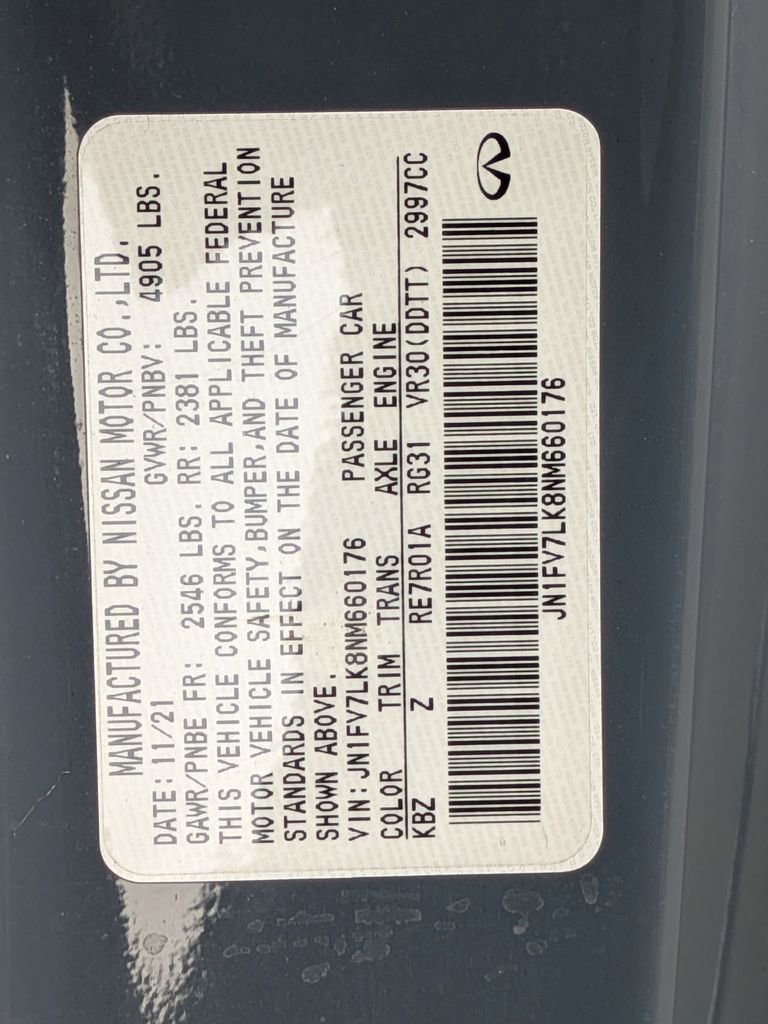 MANUFACTURED BY NISSAN MOTOR CO.,LTD.
DATE: 11/21 GVWR/PNBV: 4905 LBS.
GAWR/PNBE FR: 2546 LBS. RR: 2381 LBS.
THIS VEHICLE CONFORMS TO ALL APPLICABLE FEDERAL
MOTOR VEHICLE SAFETY,BUMPER,AND THEFT PREVENTION
STANDARDS IN EFFECT ON THE DATE OF MANUFACTURE
SHOWN ABOVE.
VIN: JN1FV7LK8NM660176 PASSENGER CAR
COLOR TRIM TRANS AXLE ENGINE
KBZ Z RE7R01A RG31 VR30(DDTT) 2997CC
JN1FV7LK8NM660176